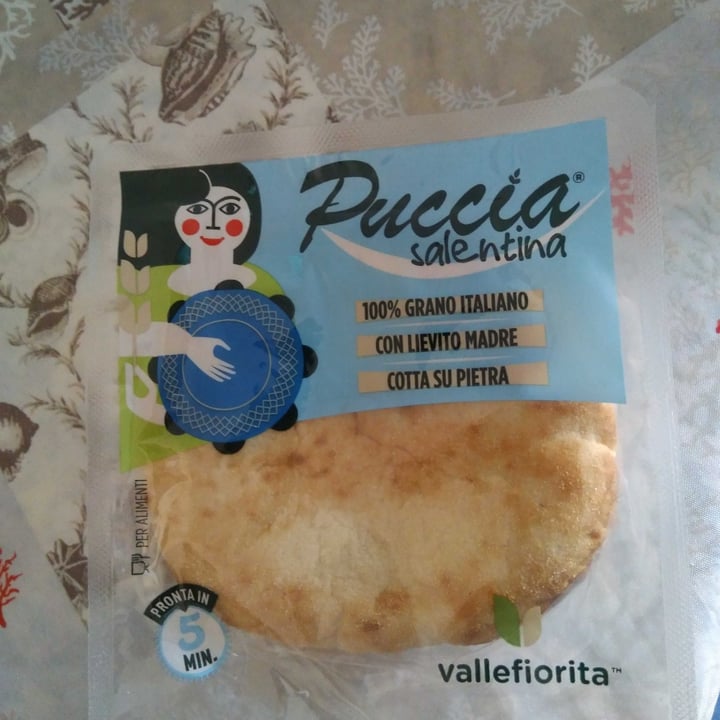 Puccia®
salentina
100% GRANO ITALIANO
CON LIEVITO MADRE
COTTA SU PIETRA
PER ALIMENTI
PRONTA IN
5
MIN.
vallefiorita™